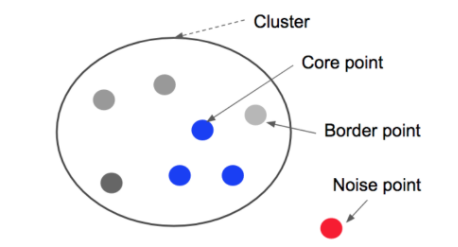 Cluster
Core point
Border point
Noise point